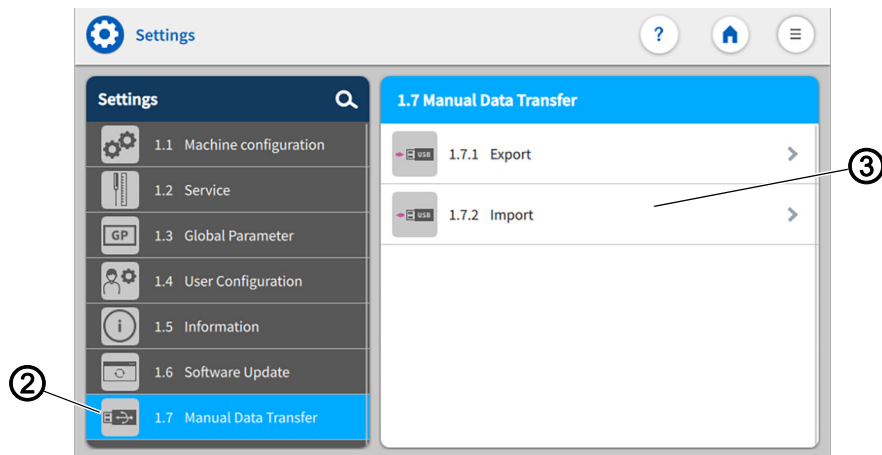 Settings
?
Settings
1.1 Machine configuration
1.2 Service
GP 1.3 Global Parameter
1.4 User Configuration
i 1.5 Information
1.6 Software Update
② 1.7 Manual Data Transfer
1.7 Manual Data Transfer
USB 1.7.1 Export
USB 1.7.2 Import
③